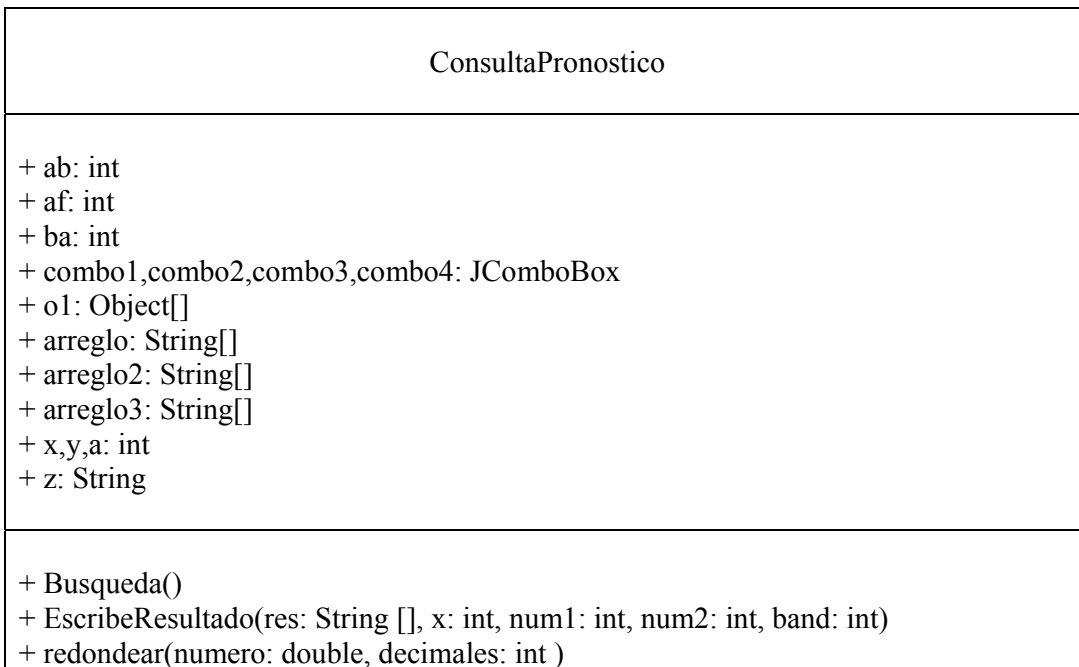 ConsultaPronostico
+ ab: int
+ af: int
+ ba: int
+ combo1,combo2,combo3,combo4: JComboBox
+ o1: Object[]
+ arreglo: String[]
+ arreglo2: String[]
+ arreglo3: String[]
+ x,y,a: int
+ z: String
+ Busqueda()
+ EscribeResultado(res: String [], x: int, num1: int, num2: int, band: int)
+ redondear(numero: double, decimales: int )